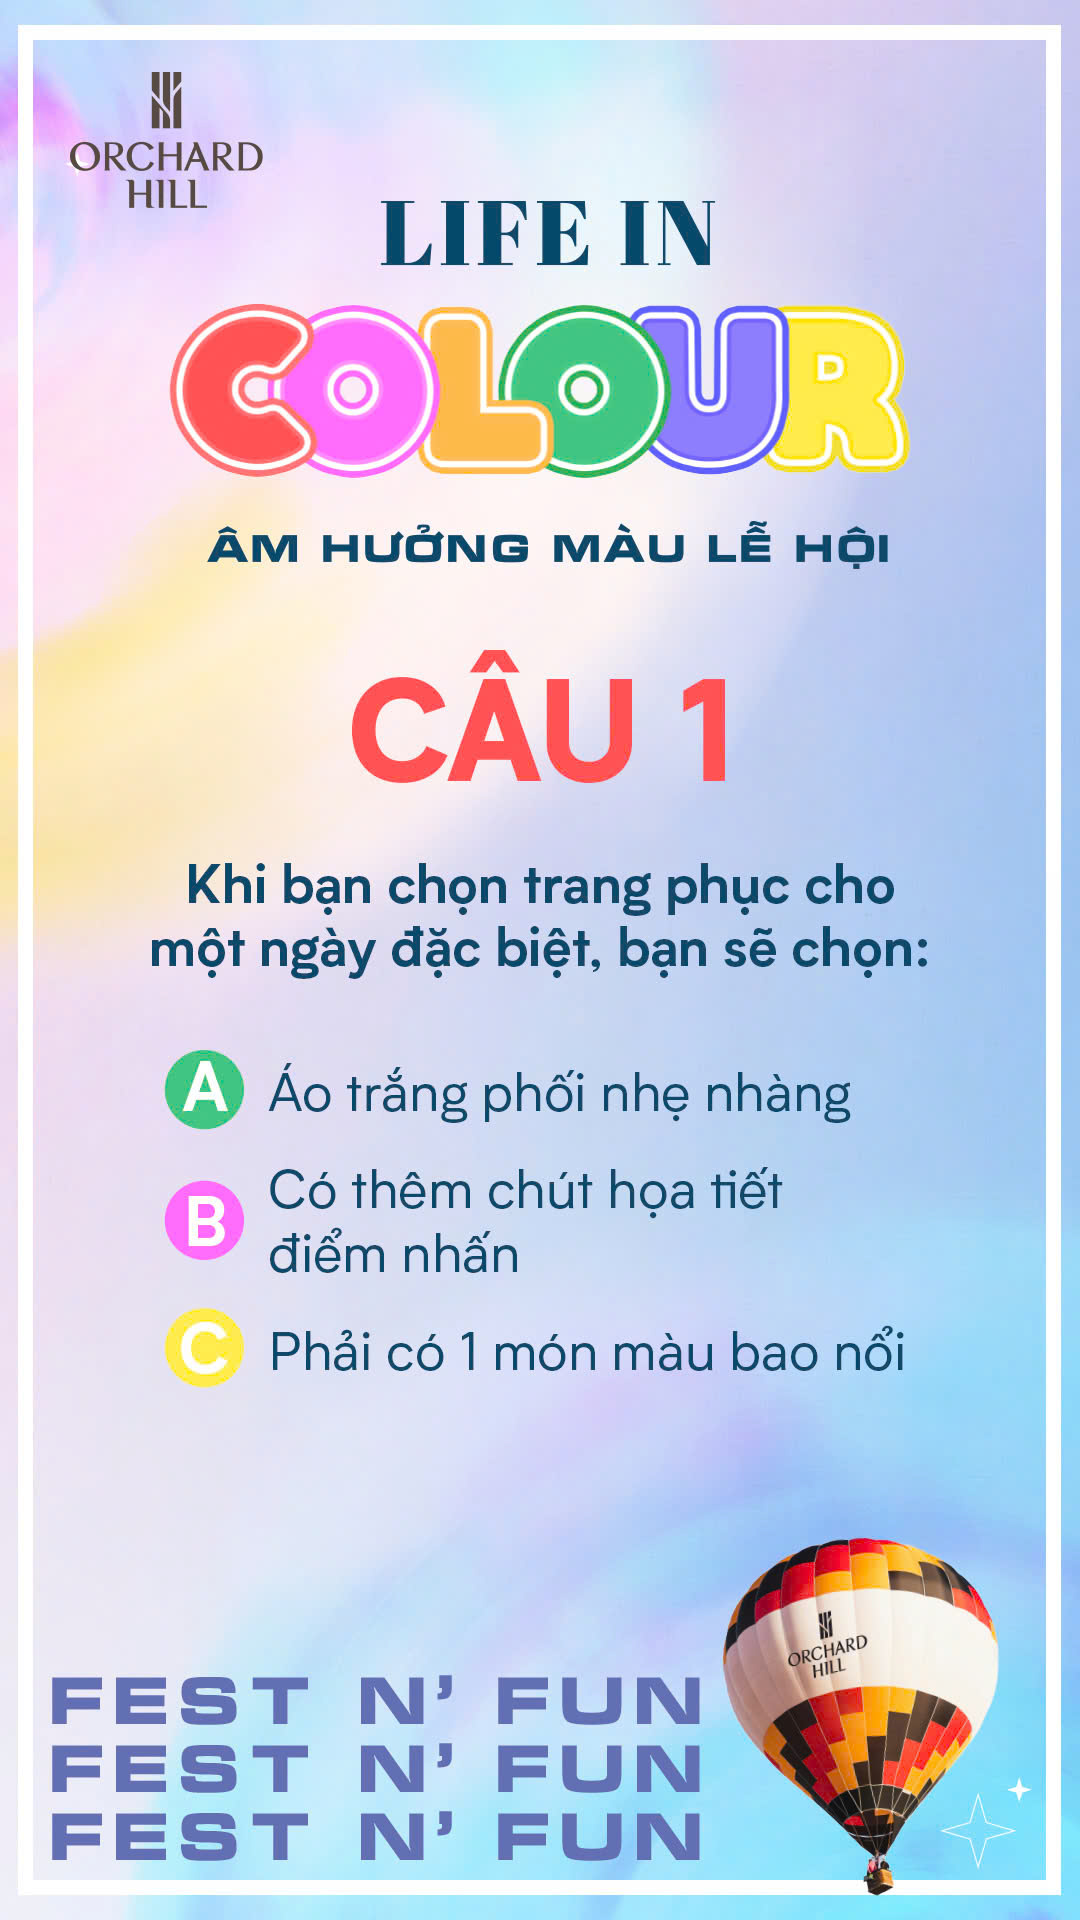 ORCHARD
HILL
LIFE IN
COLOUR
ÂM HƯỞNG MÀU LỄ HỘI
CÂU 1
Khi bạn chọn trang phục cho
một ngày đặc biệt, bạn sẽ chọn:
A Áo trắng phối nhẹ nhàng
B Có thêm chút họa tiết
điểm nhấn
C Phải có 1 món màu bao nổi
ORCHARD
HILL
FEST N’ FUN
FEST N’ FUN
FEST N’ FUN